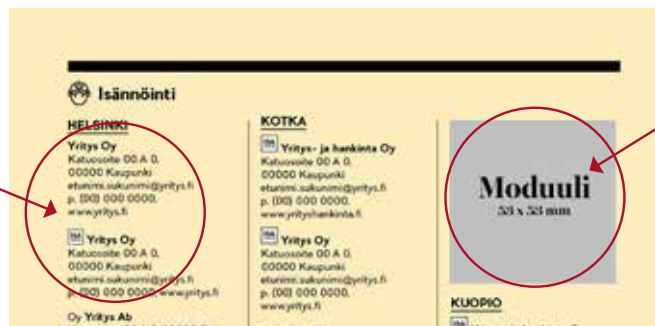 Isännöinti
HELSINKI
Yritys Oy
Katuosoite 00 A 0,
00000 Kaupunki
etunimi.sukunimi@yritys.fi
p. (00) 000 0000,
www.yritys.fi
Yritys Oy
Katuosoite 00 A 0,
00000 Kaupunki
etunimi.sukunimi@yritys.fi
p. (00) 000 0000, www.yritys.fi
Oy Yritys Ab
KOTKA
Yritys- ja hankinta Oy
Katuosoite 00 A 0,
00000 Kaupunki
etunimi.sukunimi@yritys.fi
p. (00) 000 0000,
www.yrityshankinta.fi
Yritys Oy
Katuosoite 00 A 0,
00000 Kaupunki
etunimi.sukunimi@yritys.fi
p. (00) 000 0000,
www.yritys.fi
Moduuli
53 x 53 mm
KUOPIO